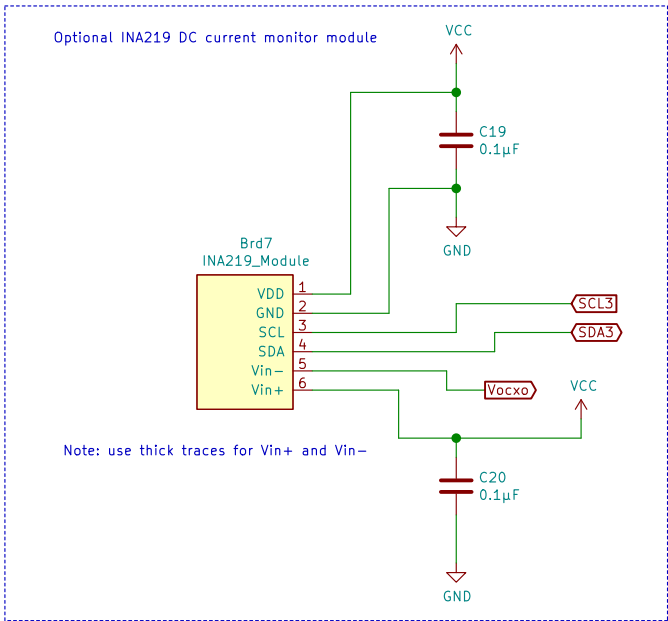 Optional INA219 DC current monitor module
VCC
C19
0.1µF
GND
Brd7
INA219_Module
VDD 1
GND 2
SCL 3
SDA 4
Vin- 5
Vin+ 6
SCL3
SDA3
Vocxo
VCC
Note: use thick traces for Vin+ and Vin-
C20
0.1µF
GND